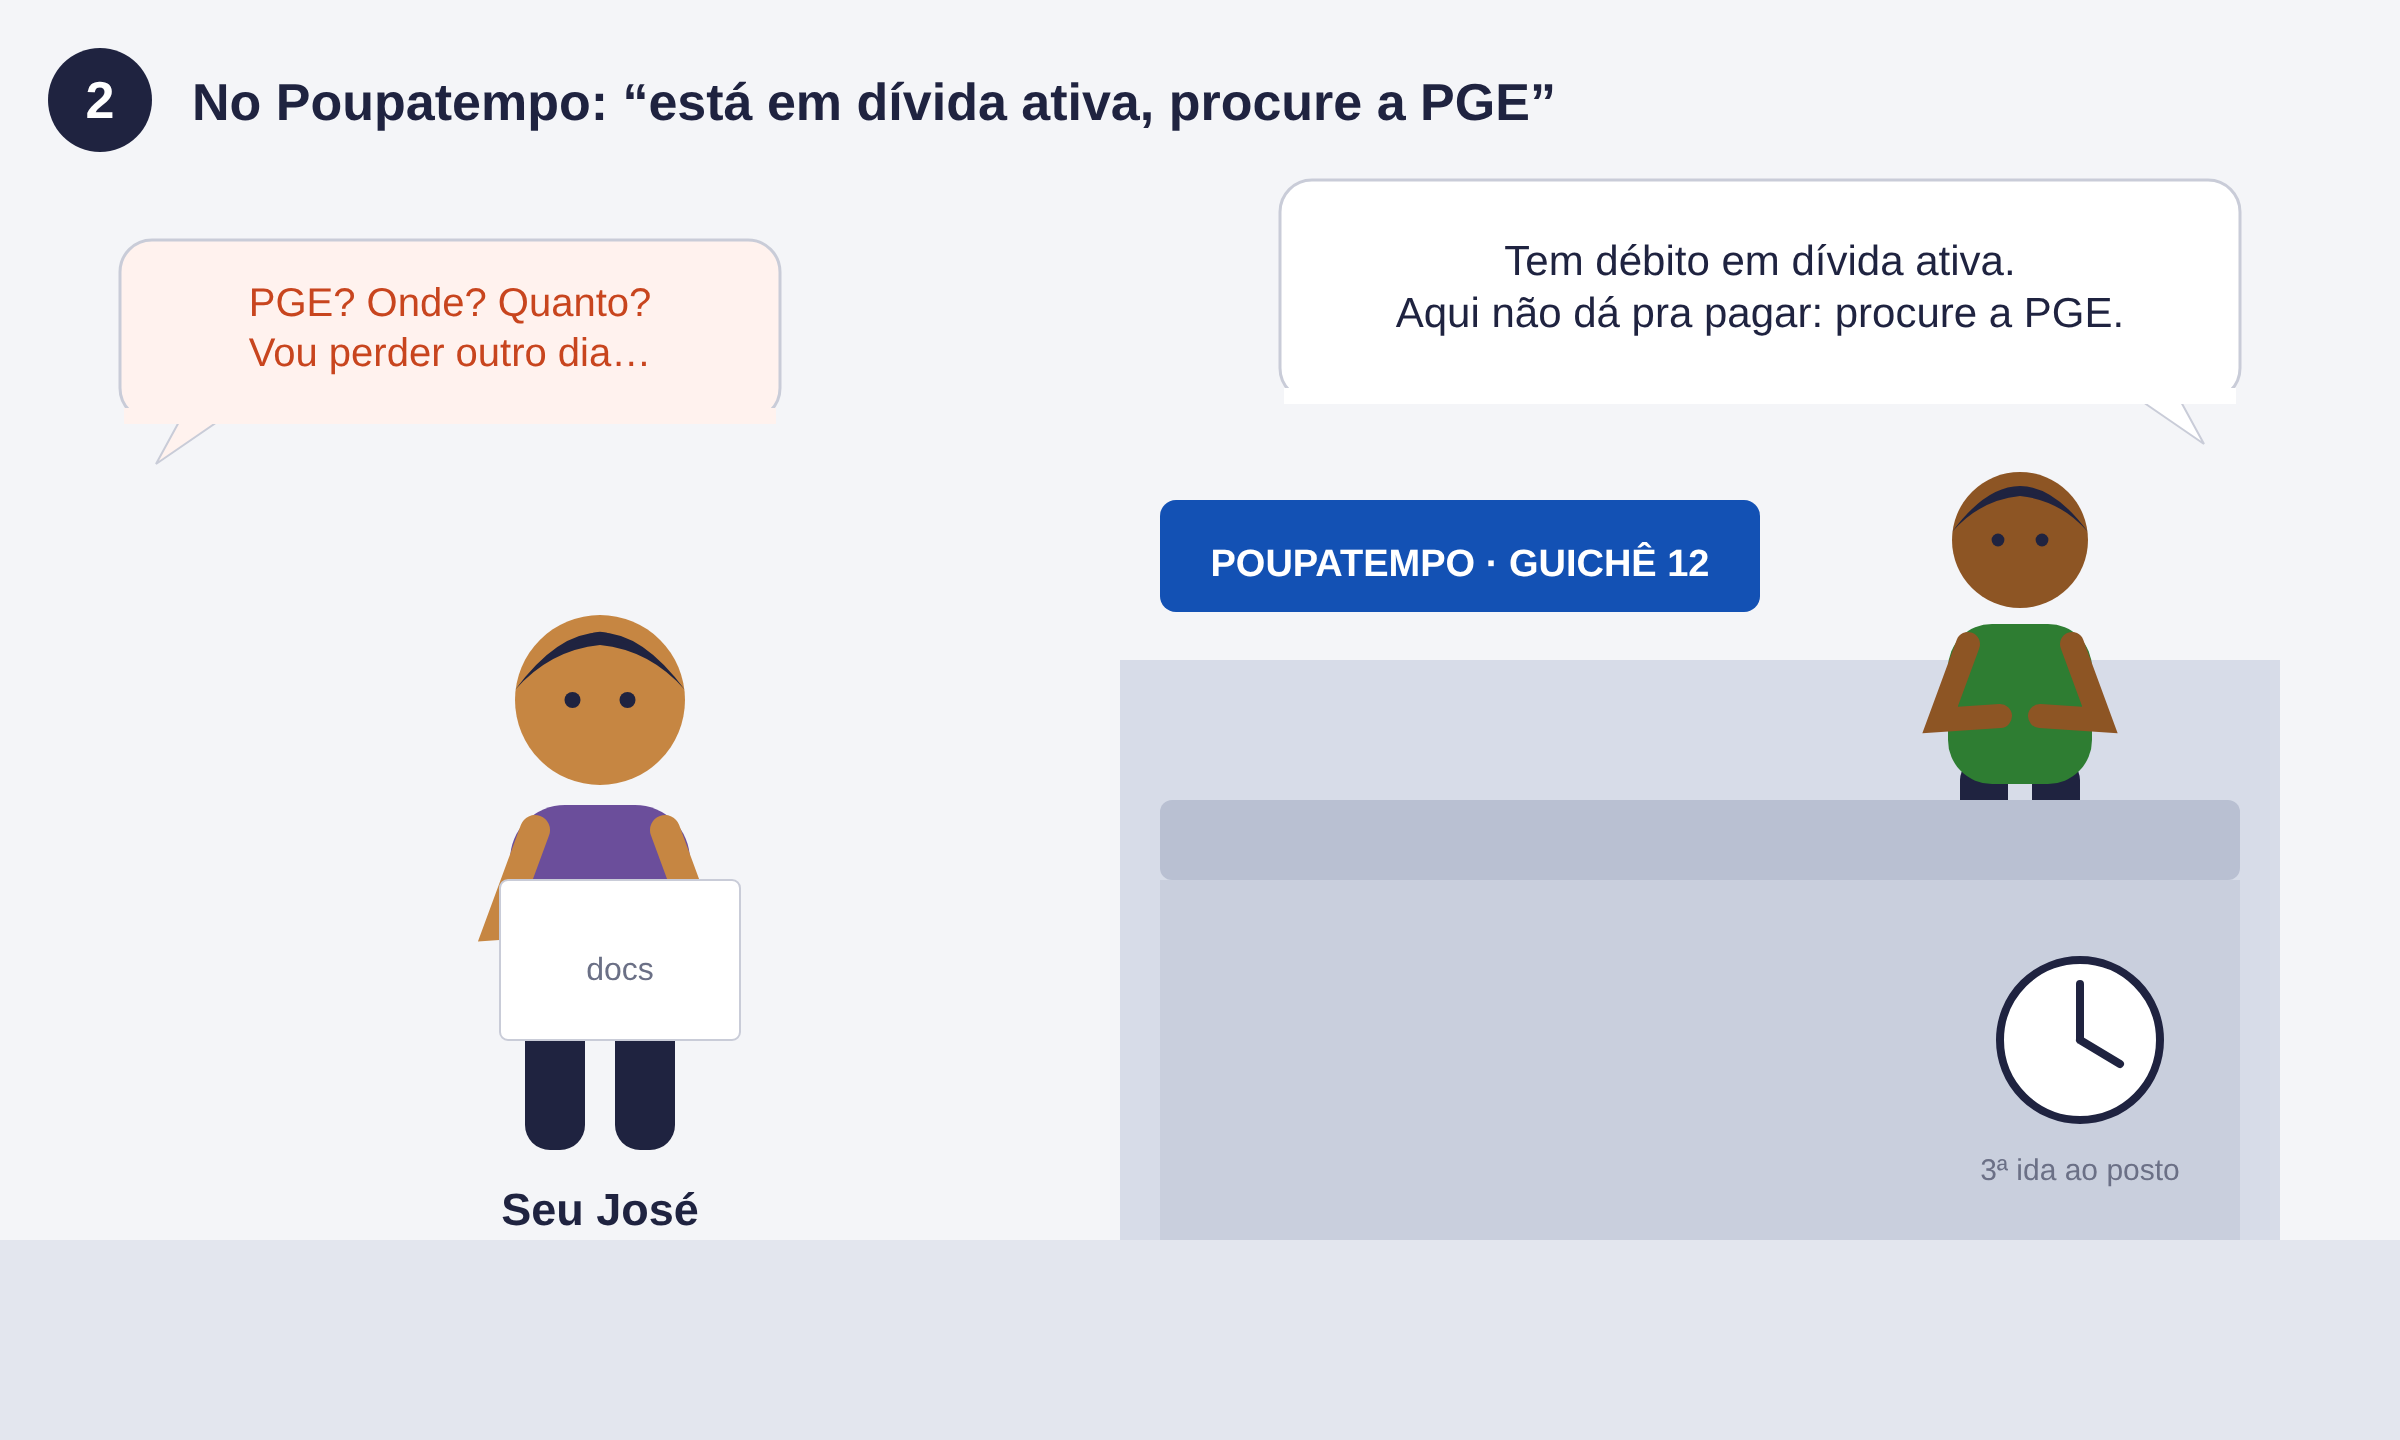 2
No Poupatempo: “está em dívida ativa, procure a PGE”
PGE? Onde? Quanto?
Vou perder outro dia…
Tem débito em dívida ativa.
Aqui não dá pra pagar: procure a PGE.
POUPATEMPO · GUICHÊ 12
docs
3ª ida ao posto
Seu José